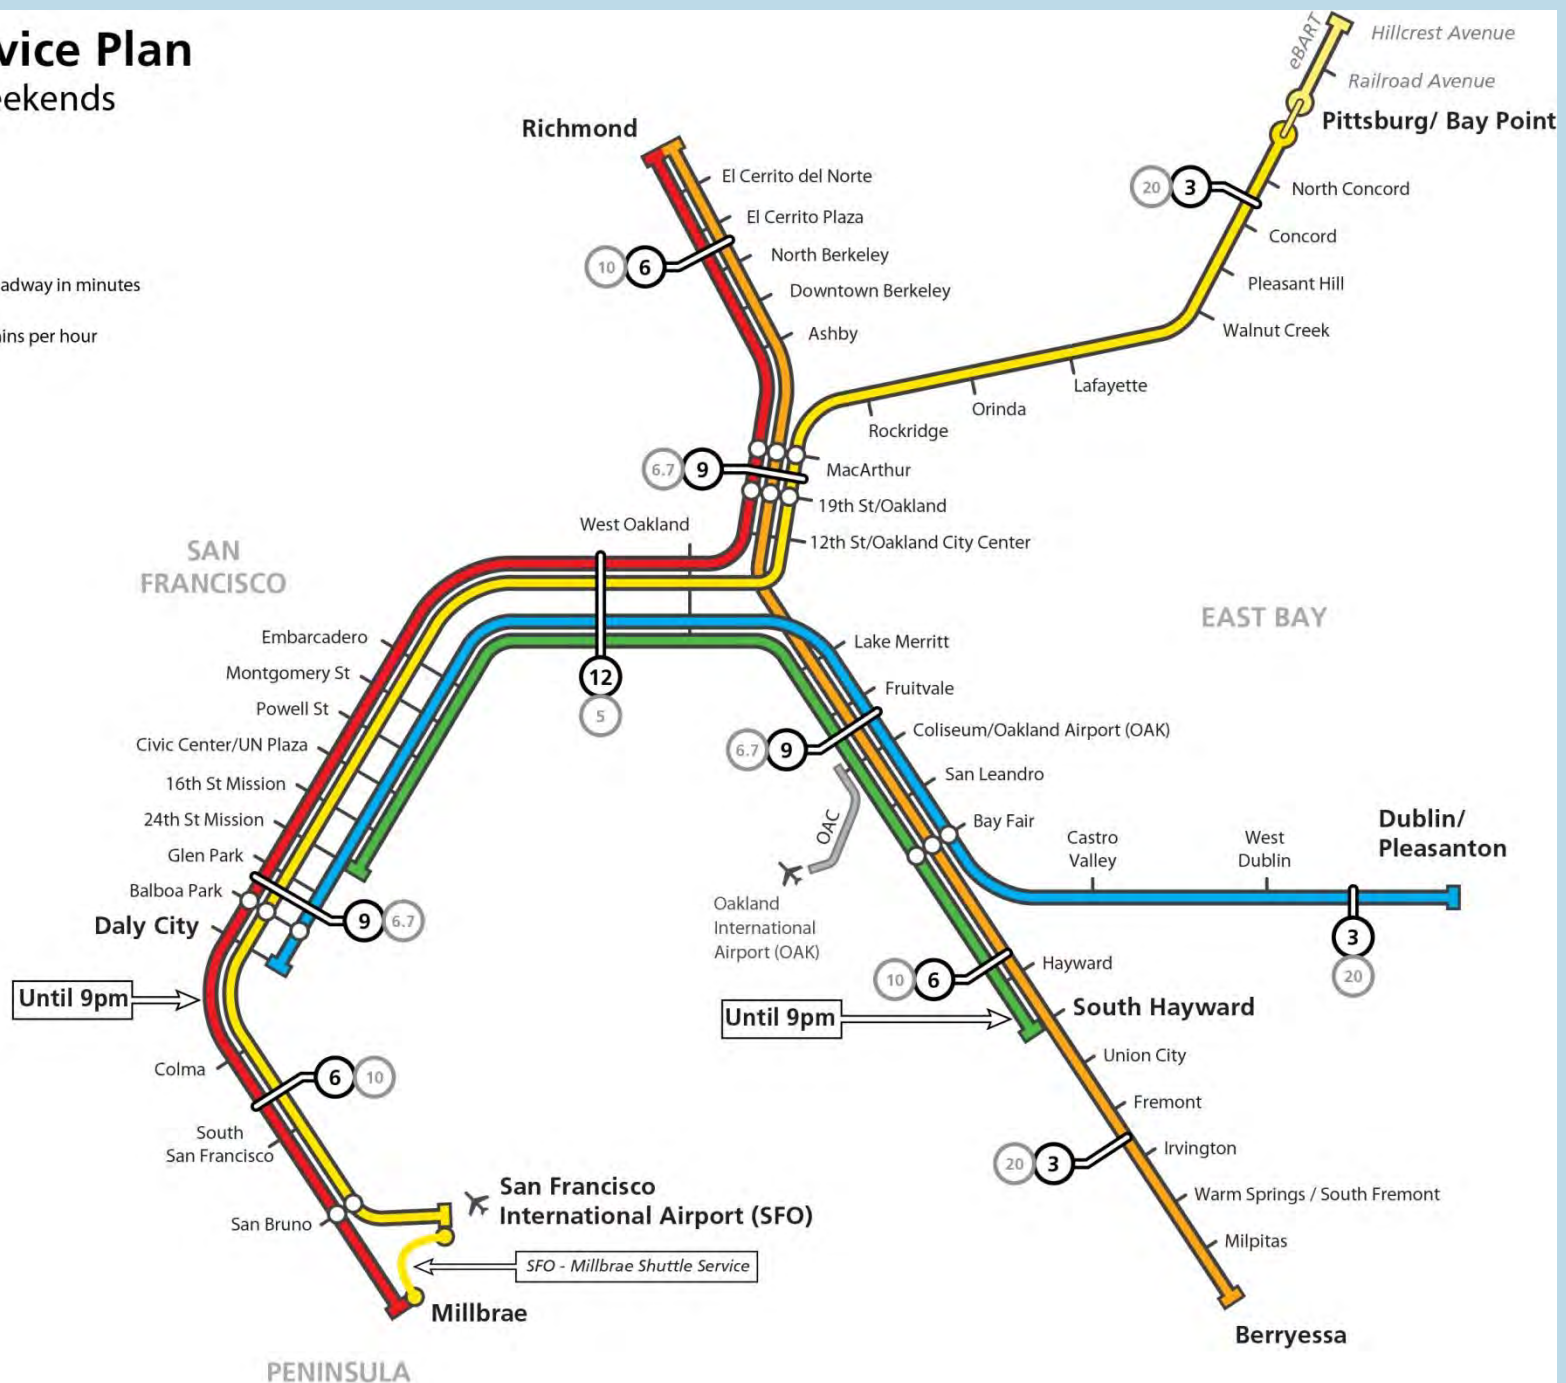 vice Plan
eekends
adway in minutes
ins per hour
Richmond
El Cerrito del Norte
El Cerrito Plaza
North Berkeley
Downtown Berkeley
Ashby
10
6
eBART
Hillcrest Avenue
Railroad Avenue
Pittsburg/ Bay Point
20
3
North Concord
Concord
Pleasant Hill
Walnut Creek
Lafayette
Orinda
Rockridge
6.7
9
MacArthur
19th St/Oakland
12th St/Oakland City Center
West Oakland
SAN
FRANCISCO
EAST BAY
12
5
Embarcadero
Montgomery St
Powell St
Civic Center/UN Plaza
16th St Mission
24th St Mission
Glen Park
Balboa Park
Daly City
9
6.7
Lake Merritt
Fruitvale
Coliseum/Oakland Airport (OAK)
San Leandro
Bay Fair
6.7
9
OAC
Oakland
International
Airport (OAK)
Castro
Valley
West
Dublin
Dublin/
Pleasanton
3
20
Until 9pm
10
6
Until 9pm
Hayward
South Hayward
Union City
Fremont
Irvington
Warm Springs / South Fremont
Milpitas
Berryessa
20
3
Colma
6
10
South
San Francisco
San Bruno
San Francisco
International Airport (SFO)
SFO - Millbrae Shuttle Service
Millbrae
PENINSULA